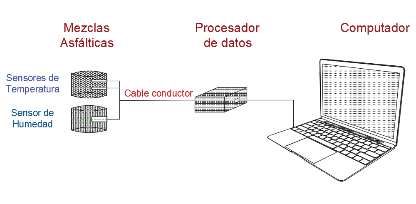 Mezclas
Asfálticas
Procesador
de datos
Computador
Sensores de
Temperatura
Cable conductor
Sensor de
Humedad